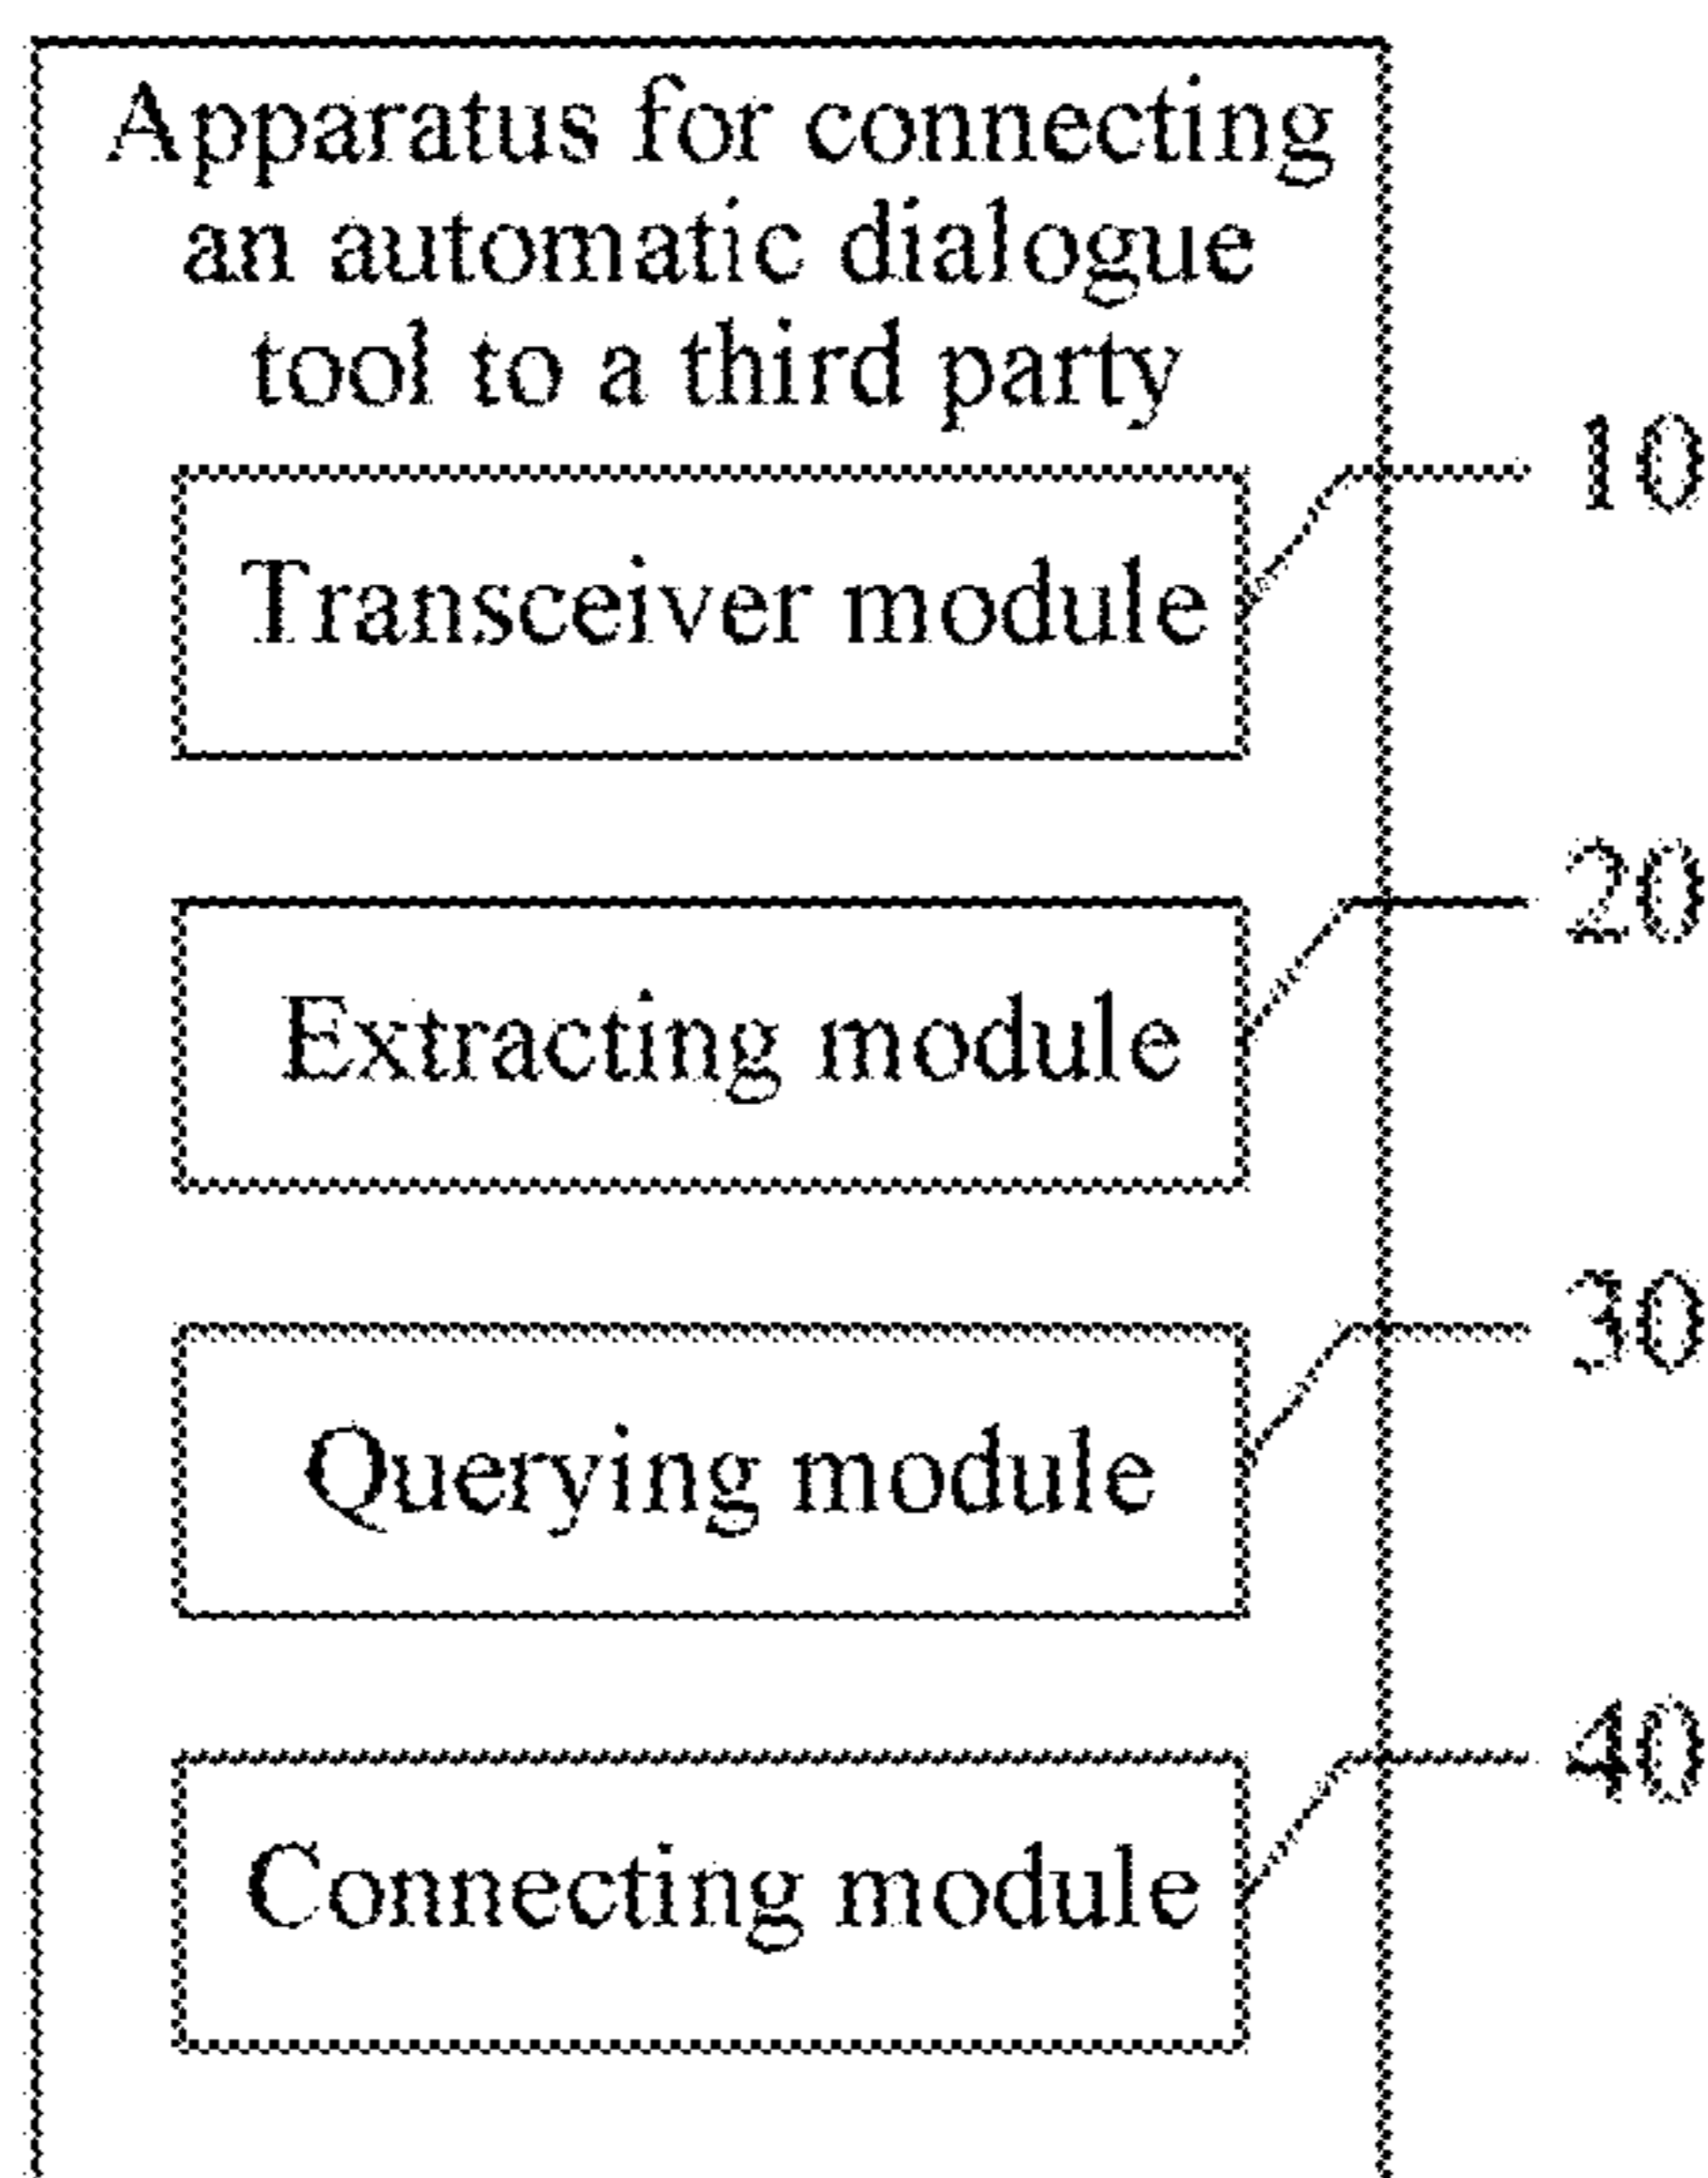 Apparatus for connecting
an automatic dialogue
tool to a third party
10
Transceiver module
20
Extracting module
30
Querying module
40
Connecting module